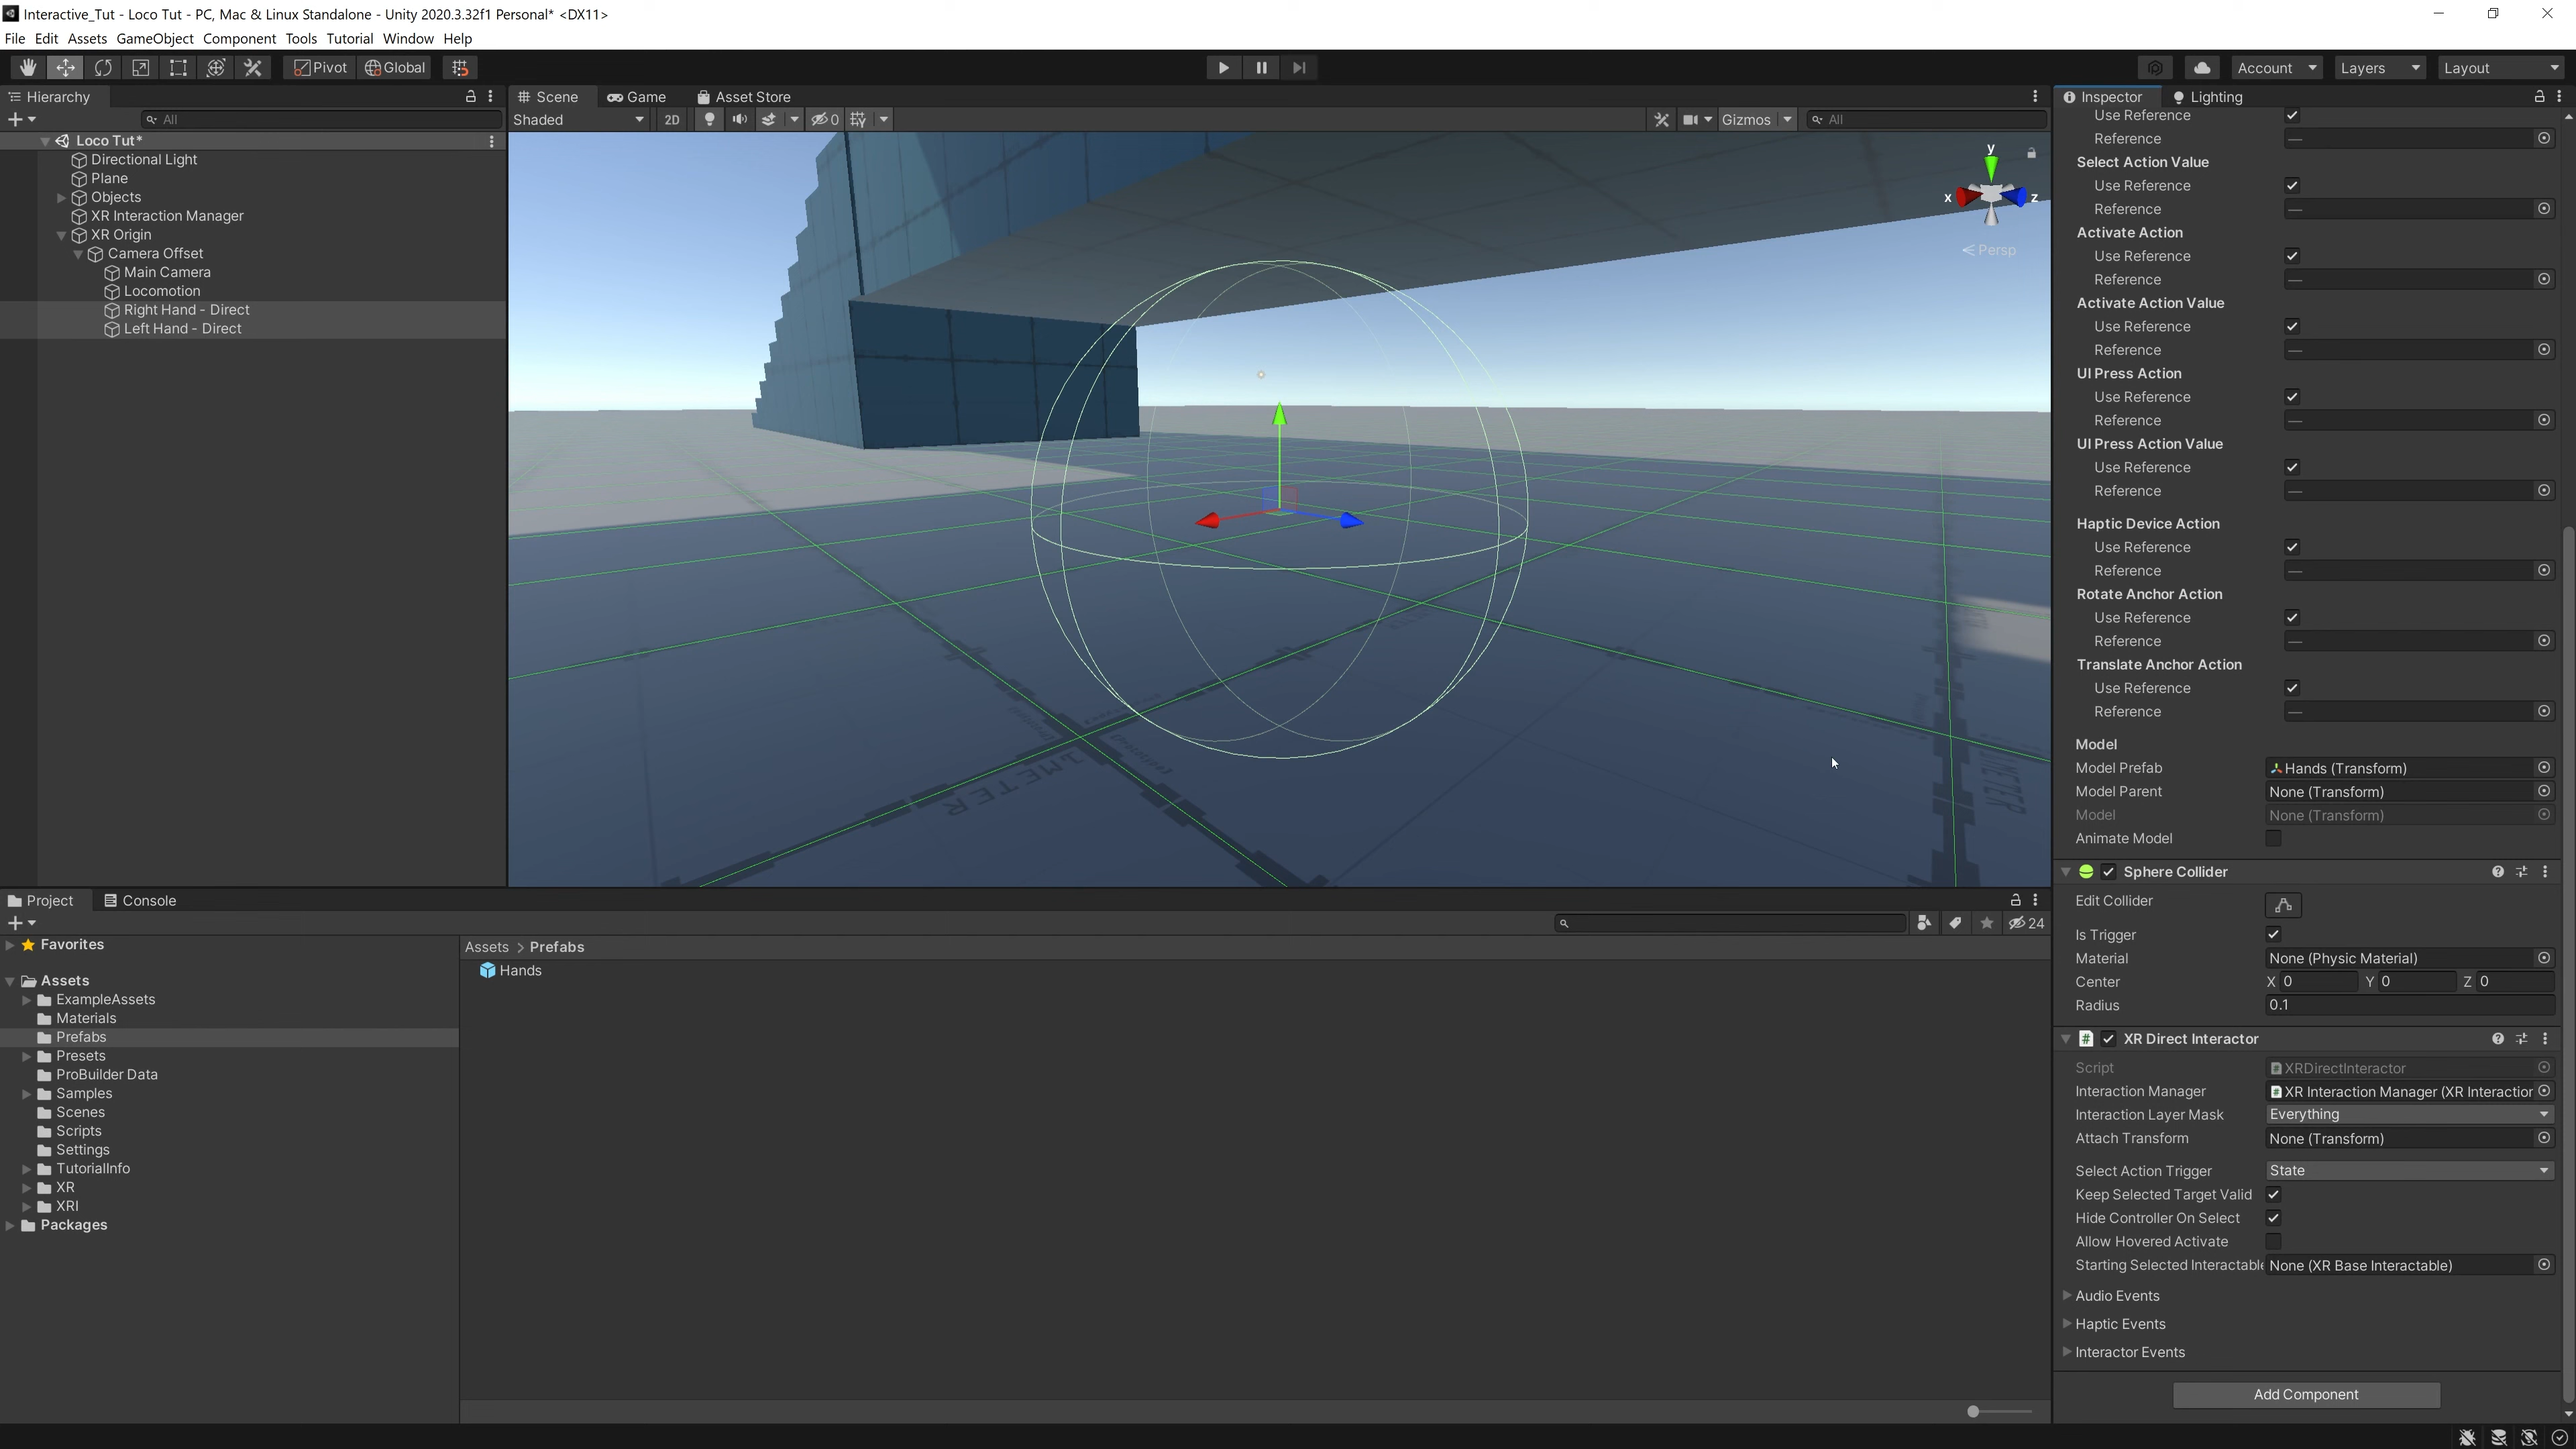 Interactive_Tut - Loco Tut - PC, Mac & Linux Standalone - Unity 2020.3.32f1 Personal* <DX11>
File Edit Assets GameObject Component Tools Tutorial Window Help
Pivot Global Account Layers Layout
Hierarchy
All
Loco Tut*
Directional Light
Plane
Objects
XR Interaction Manager
XR Origin
Camera Offset
Main Camera
Locomotion
Right Hand - Direct
Left Hand - Direct
Scene Game Asset Store
Shaded 2D 0 Gizmos All
y
x z
Persp
METER
METER
Inspector Lighting
Use Reference
Reference —
Select Action Value
Use Reference
Reference —
Activate Action
Use Reference
Reference —
Activate Action Value
Use Reference
Reference —
UI Press Action
Use Reference
Reference —
UI Press Action Value
Use Reference
Reference —
Haptic Device Action
Use Reference
Reference —
Rotate Anchor Action
Use Reference
Reference —
Translate Anchor Action
Use Reference
Reference —
Model
Model Prefab Hands (Transform)
Model Parent None (Transform)
Model None (Transform)
Animate Model
Sphere Collider
Edit Collider
Is Trigger
Material None (Physic Material)
Center X 0 Y 0 Z 0
Radius 0.1
# XR Direct Interactor
Script XRDirectInteractor
Interaction Manager XR Interaction Manager (XR Interaction
Interaction Layer Mask Everything
Attach Transform None (Transform)
Select Action Trigger State
Keep Selected Target Valid
Hide Controller On Select
Allow Hovered Activate
Starting Selected Interactable None (XR Base Interactable)
Audio Events
Haptic Events
Interactor Events
Add Component
Project Console
24
Favorites
Assets
ExampleAssets
Materials
Prefabs
Presets
ProBuilder Data
Samples
Scenes
Scripts
Settings
TutorialInfo
XR
XRI
Packages
Assets > Prefabs
Hands